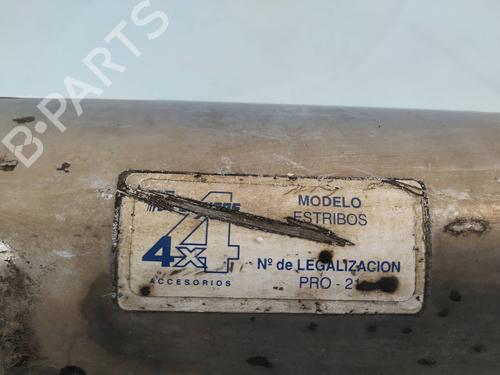 B-PARTS
4x4
ACCESORIOS
MODELO
ESTRIBOS
Nº de LEGALIZACION
PRO - 21